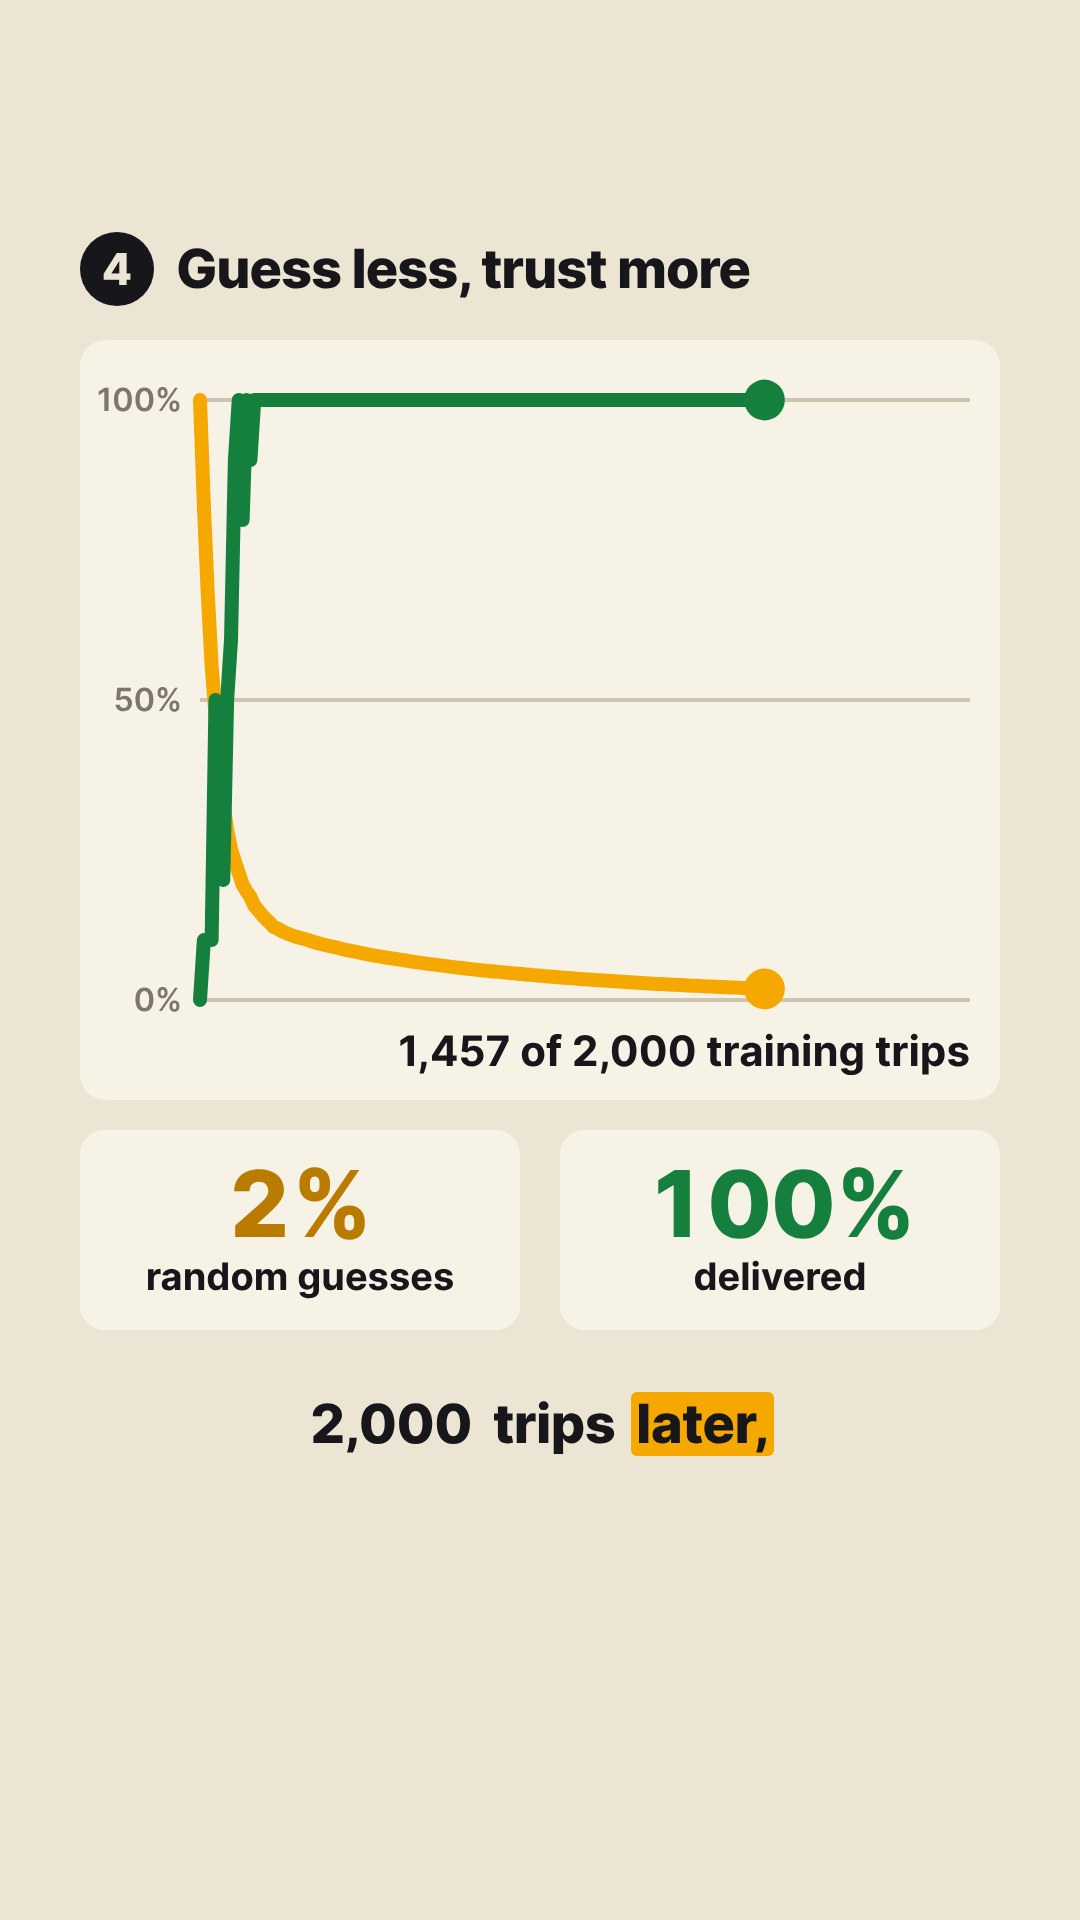 4 Guess less, trust more
100%
50%
0%
1,457 of 2,000 training trips
2%
random guesses
100%
delivered
2,000 trips later,